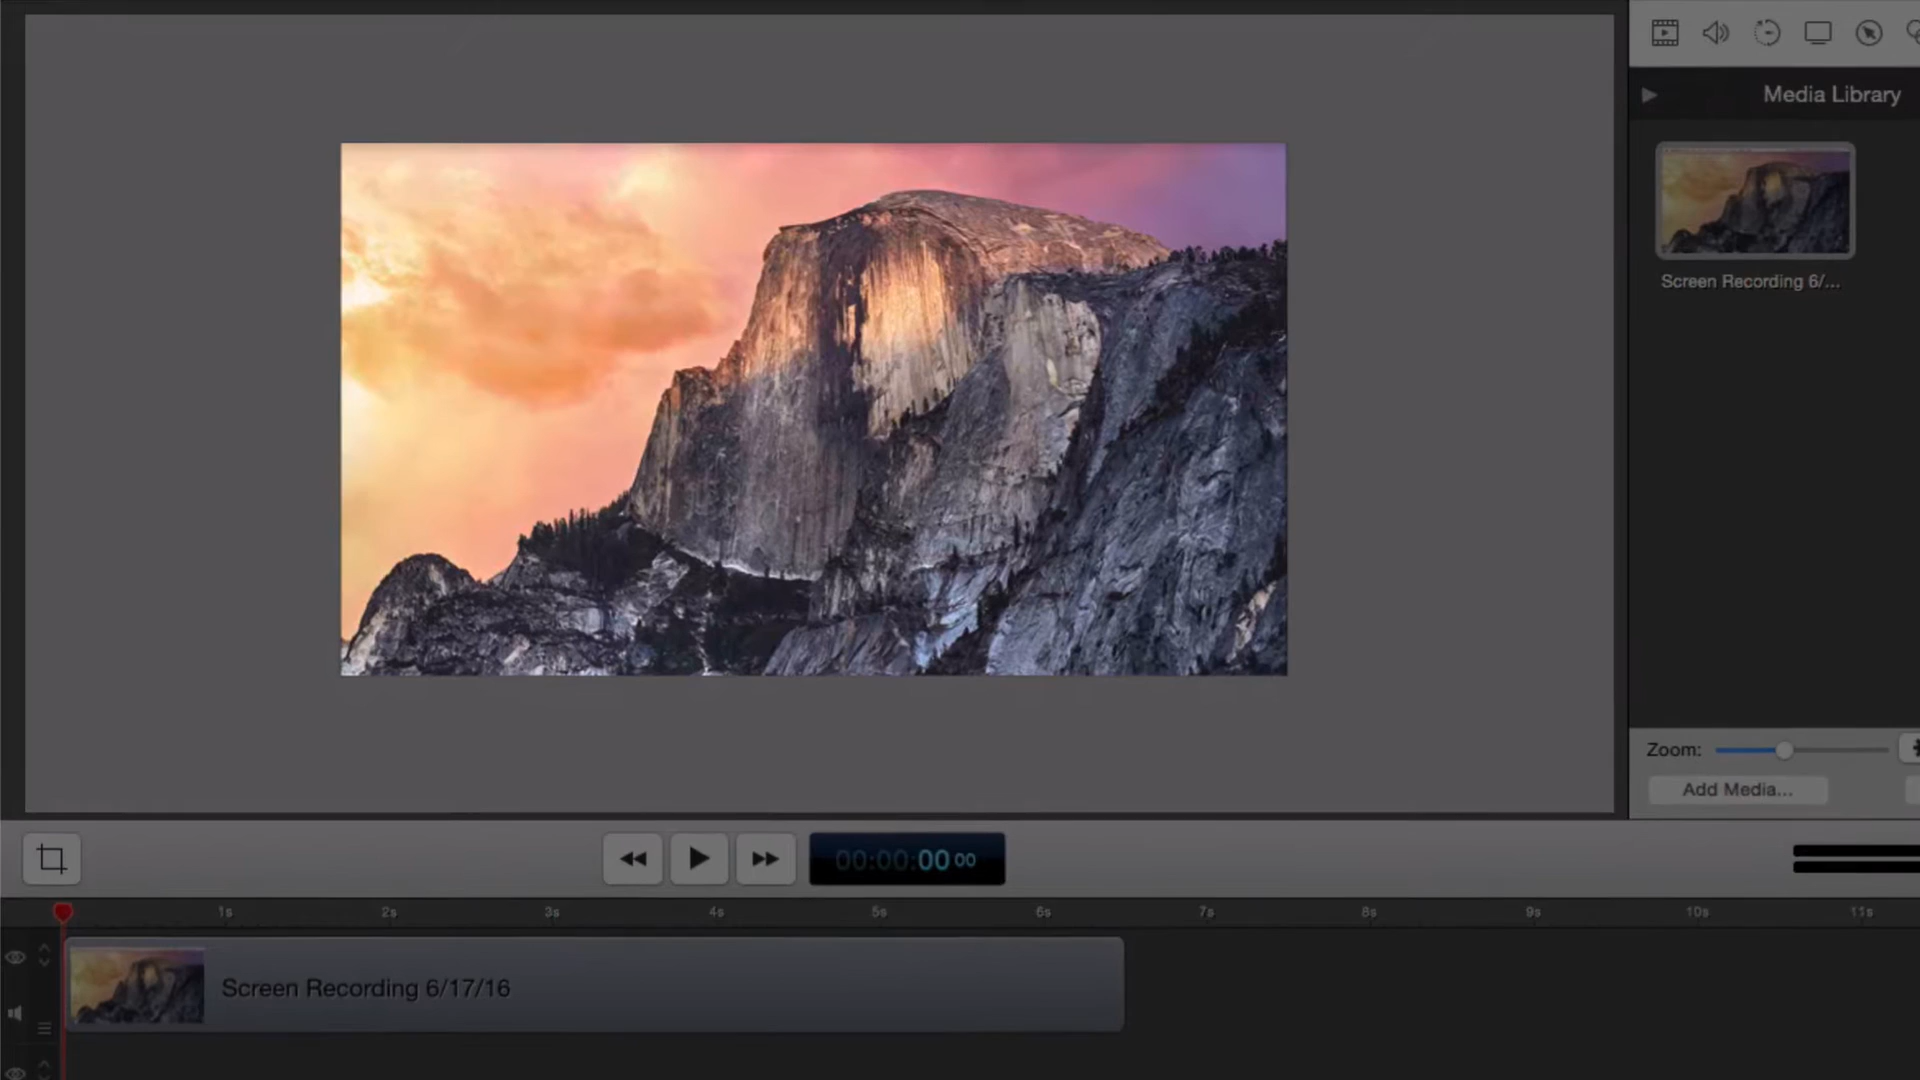 Media Library
Screen Recording 6/...
Zoom:
Add Media...
00:00:00 00
1s 2s 3s 4s 5s 6s 7s 8s 9s 10s 11s
Screen Recording 6/17/16